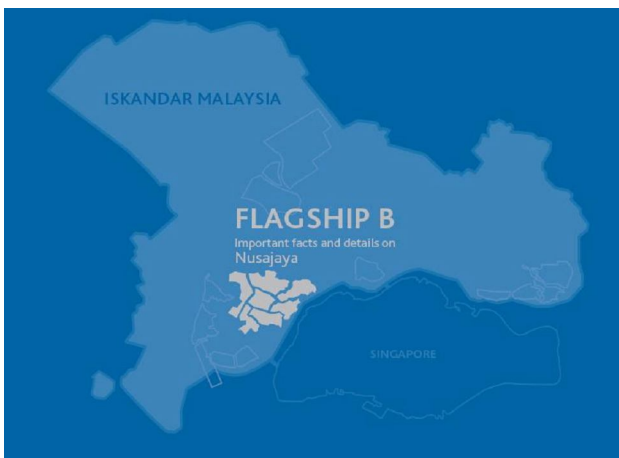 ISKANDAR MALAYSIA
FLAGSHIP B
Important facts and details on
Nusajaya
SINGAPORE